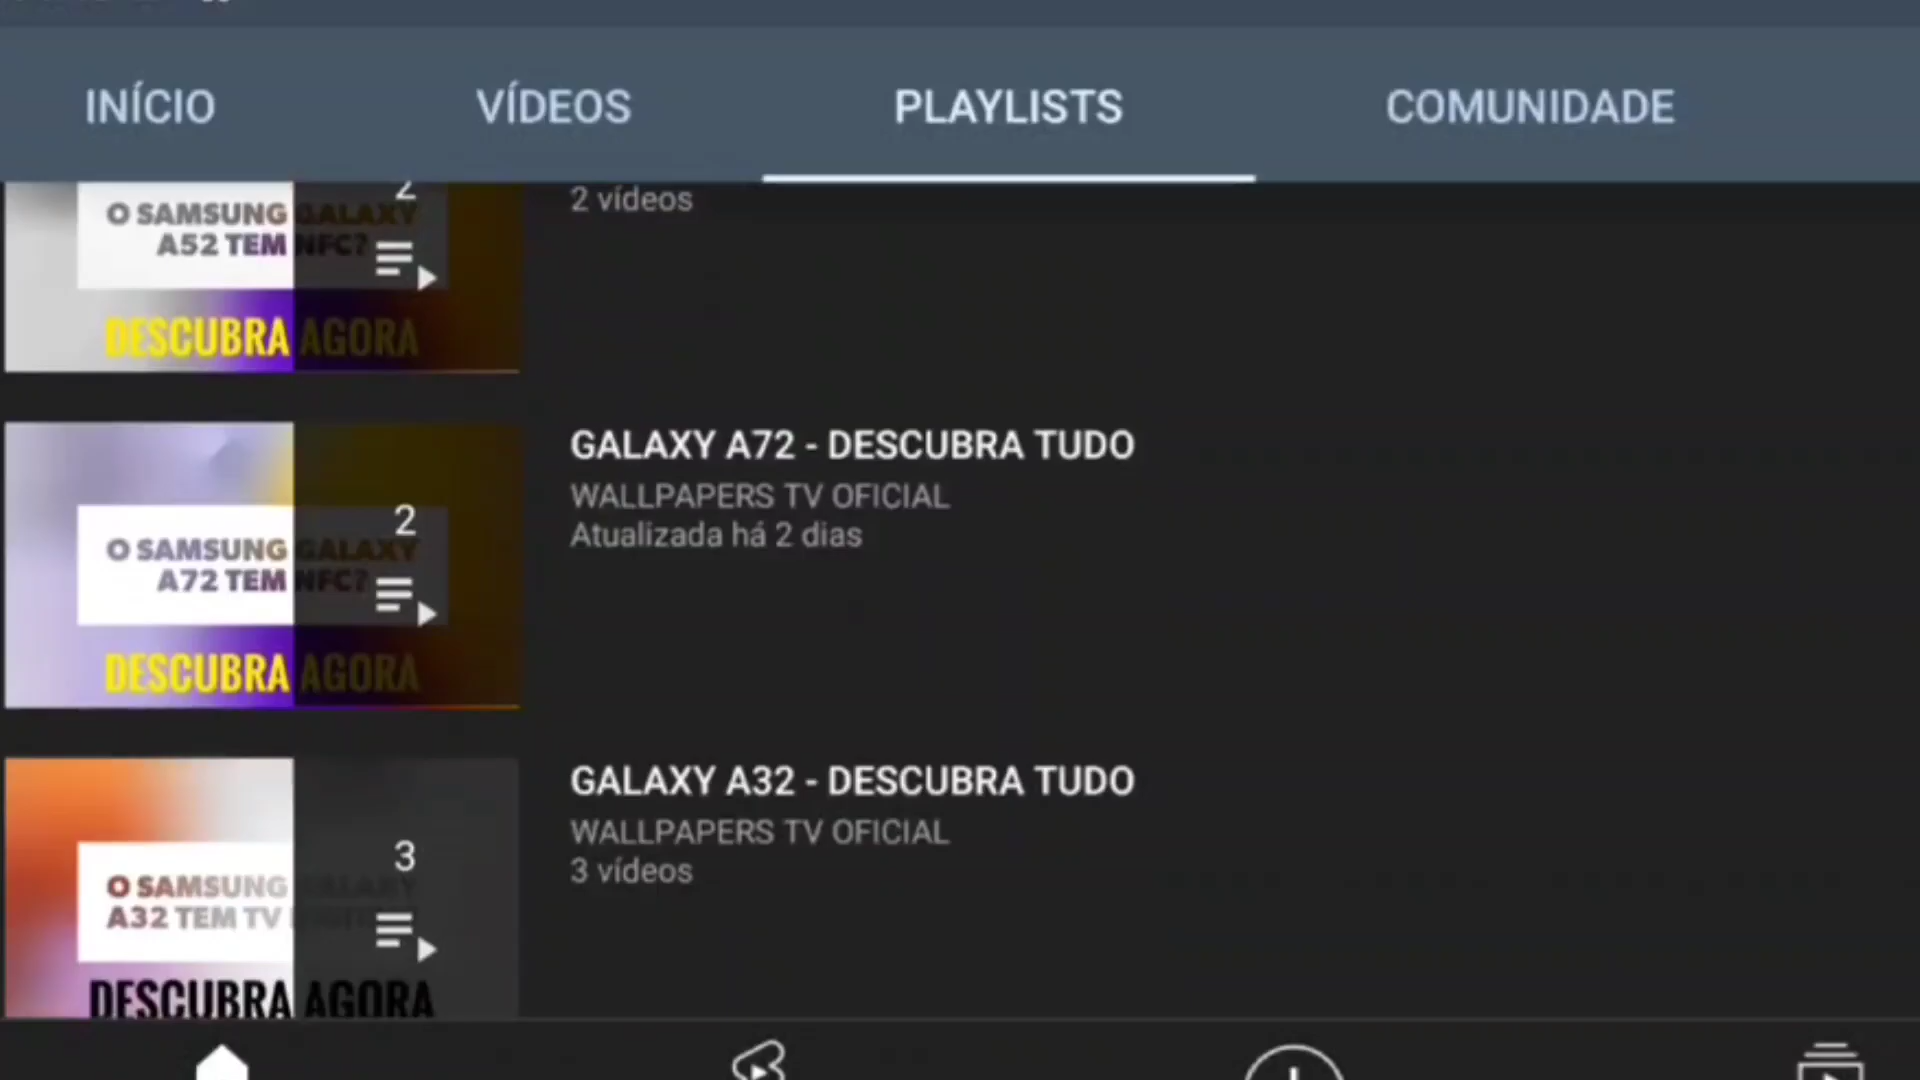 INÍCIO VÍDEOS PLAYLISTS COMUNIDADE
2
O SAMSUNG GALAXY
A52 TEM NFC?
DESCUBRA AGORA
2 vídeos
2
O SAMSUNG GALAXY
A72 TEM NFC?
DESCUBRA AGORA
GALAXY A72 - DESCUBRA TUDO
WALLPAPERS TV OFICIAL
Atualizada há 2 dias
3
O SAMSUNG GALAXY
A32 TEM TV
DESCUBRA AGORA
GALAXY A32 - DESCUBRA TUDO
WALLPAPERS TV OFICIAL
3 vídeos